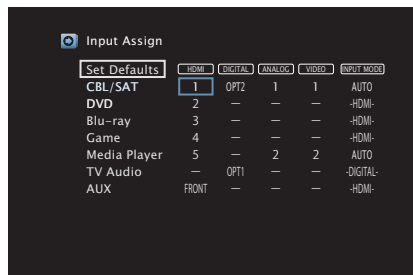 Input Assign
Set Defaults HDMI DIGITAL ANALOG VIDEO INPUT MODE
CBL/SAT 1 OPT2 1 1 AUTO
DVD 2 — — — -HDMI-
Blu-ray 3 — — — -HDMI-
Game 4 — — — -HDMI-
Media Player 5 — 2 2 AUTO
TV Audio — OPT1 — — -DIGITAL-
AUX FRONT — — — -HDMI-